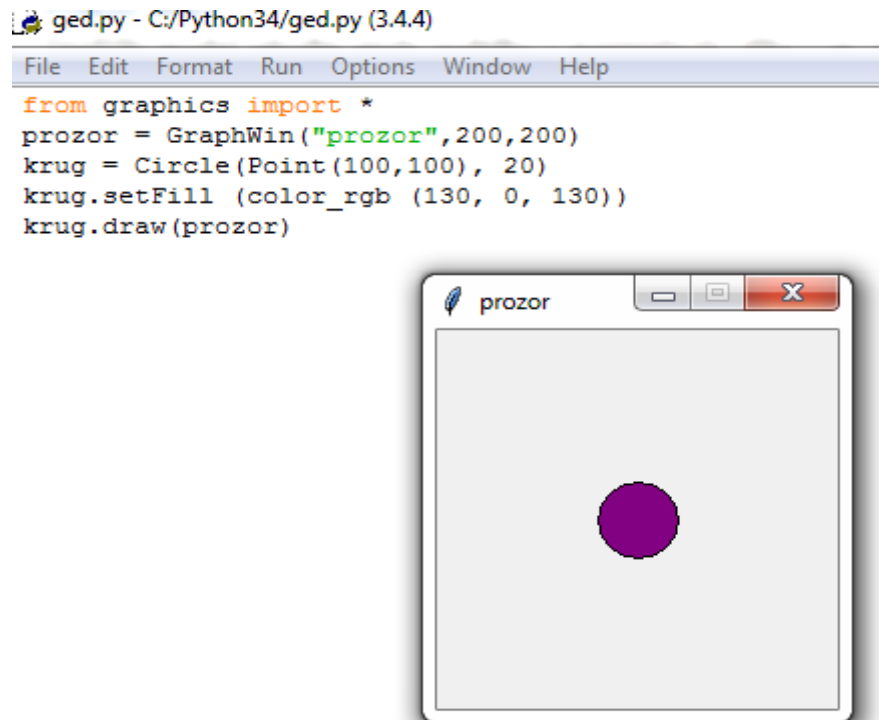 ged.py - C:/Python34/ged.py (3.4.4)
File Edit Format Run Options Window Help
from graphics import *
prozor = GraphWin("prozor",200,200)
krug = Circle(Point(100,100), 20)
krug.setFill (color_rgb (130, 0, 130))
krug.draw(prozor)
prozor